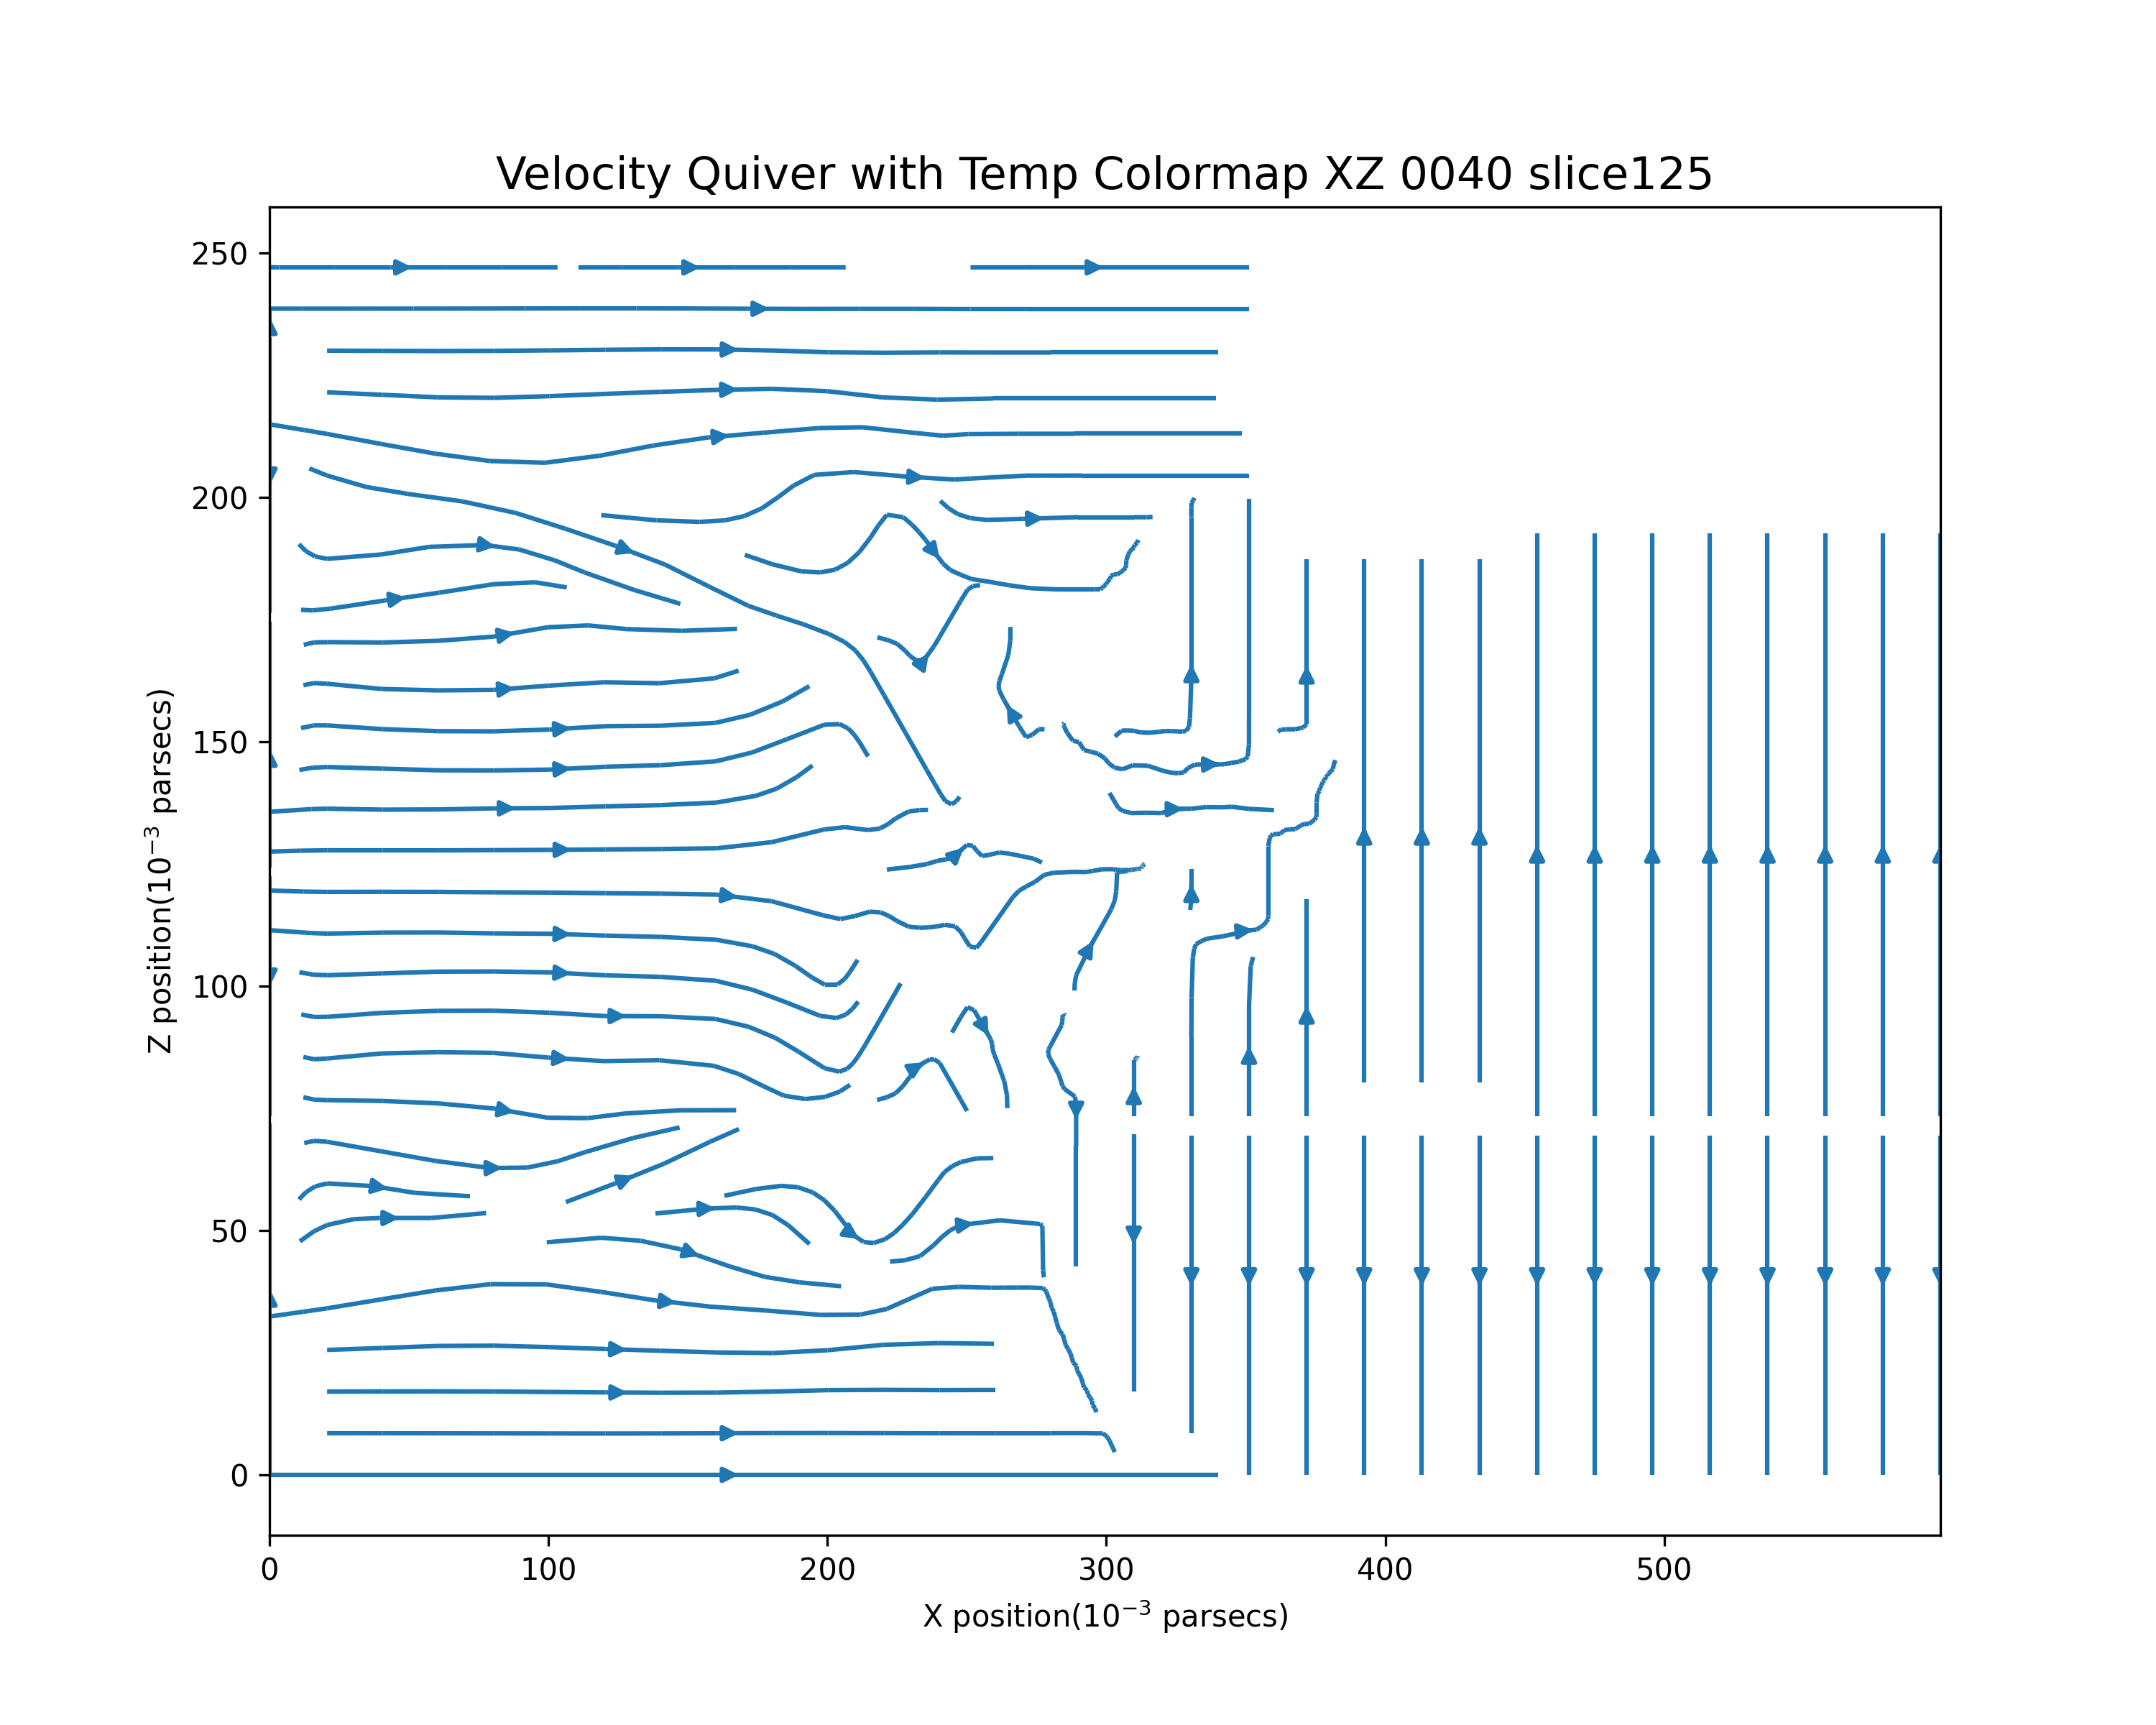 Velocity Quiver with Temp Colormap XZ 0040 slice125
250
200
150
100
50
0
Z position(10⁻³ parsecs)
0 100 200 300 400 500
X position(10⁻³ parsecs)